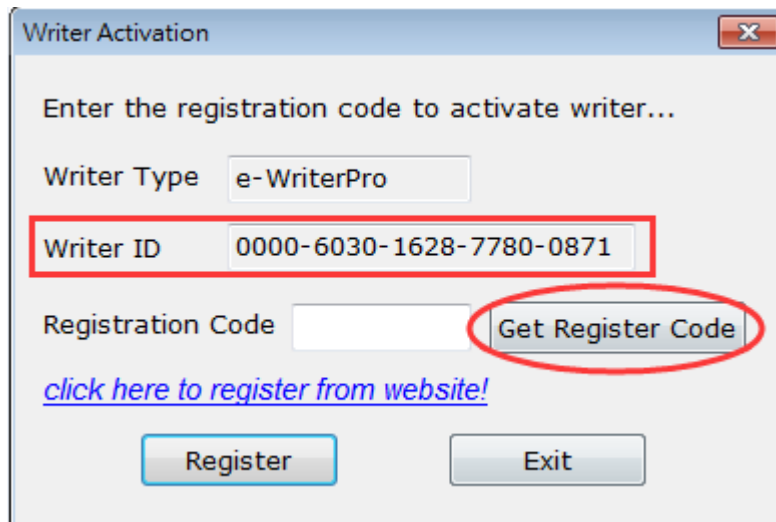 Writer Activation
Enter the registration code to activate writer...
Writer Type e-WriterPro
Writer ID 0000-6030-1628-7780-0871
Registration Code Get Register Code
click here to register from website!
Register Exit